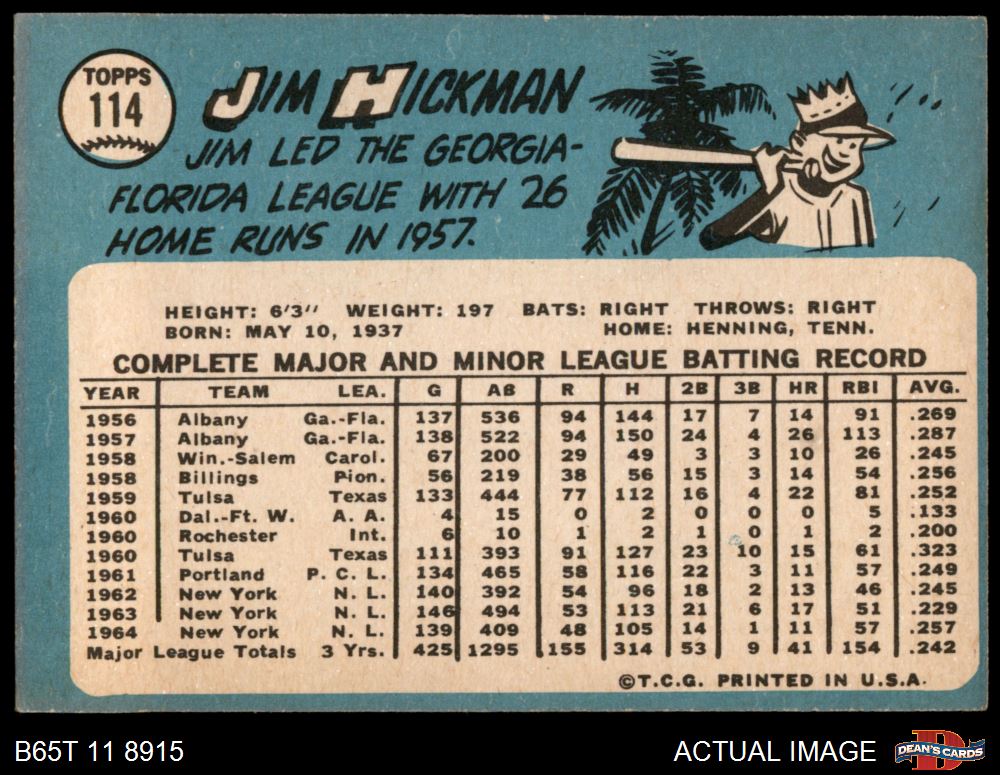 TOPPS
114
JIM HICKMAN
JIM LED THE GEORGIA-
FLORIDA LEAGUE WITH 26
HOME RUNS IN 1957.
HEIGHT: 6'3" WEIGHT: 197 BATS: RIGHT THROWS: RIGHT
BORN: MAY 10, 1937 HOME: HENNING, TENN.
COMPLETE MAJOR AND MINOR LEAGUE BATTING RECORD
YEAR TEAM LEA. G AB R H 2B 3B HR RBI AVG.
1956 Albany Ga.-Fla. 137 536 94 144 17 7 14 91 .269
1957 Albany Ga.-Fla. 138 522 94 150 24 4 26 113 .287
1958 Win.-Salem Carol. 67 200 29 49 3 3 10 26 .245
1958 Billings Pion. 56 219 38 56 15 3 14 54 .256
1959 Tulsa Texas 133 444 77 112 16 4 22 81 .252
1960 Dal.-Ft. W. A. A. 4 15 0 2 0 0 0 5 .133
1960 Rochester Int. 6 10 1 2 1 0 1 2 .200
1960 Tulsa Texas 111 393 91 127 23 10 15 61 .323
1961 Portland P. C. L. 134 465 58 116 22 3 11 57 .249
1962 New York N. L. 140 392 54 96 18 2 13 46 .245
1963 New York N. L. 146 494 53 113 21 6 17 51 .229
1964 New York N. L. 139 409 48 105 14 1 11 57 .257
Major League Totals 3 Yrs. 425 1295 155 314 53 9 41 154 .242
©T.C.G. PRINTED IN U.S.A.
B65T 11 8915 ACTUAL IMAGE DEAN'S CARDS